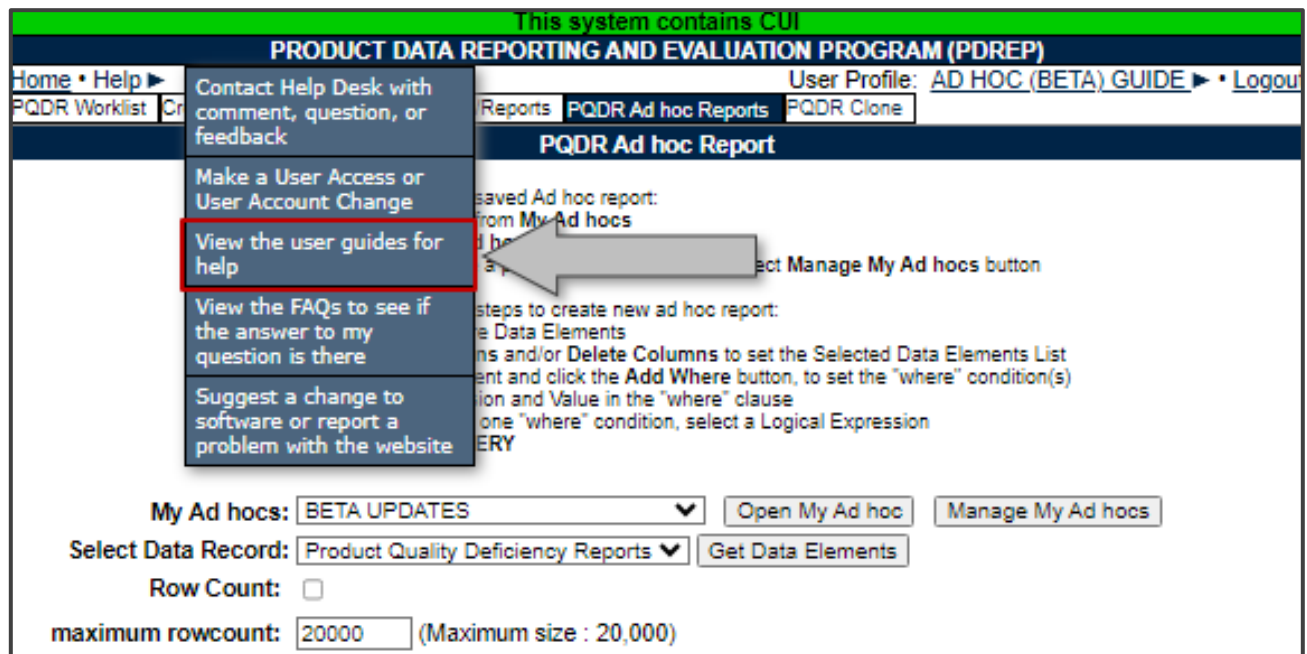 This system contains CUI
PRODUCT DATA REPORTING AND EVALUATION PROGRAM (PDREP)
Home • Help ► User Profile: AD HOC (BETA) GUIDE ► • Logout
PQDR Worklist /Reports PQDR Ad hoc Reports PQDR Clone
PQDR Ad hoc Report
Contact Help Desk with
comment, question, or
feedback
Make a User Access or
User Account Change
View the user guides for
help
View the FAQs to see if
the answer to my
question is there
Suggest a change to
software or report a
problem with the website
saved Ad hoc report:
from My Ad hocs
Manage My Ad hocs button
steps to create new ad hoc report:
Data Elements
and/or Delete Columns to set the Selected Data Elements List
and click the Add Where button, to set the "where" condition(s)
and Value in the "where" clause
one "where" condition, select a Logical Expression
My Ad hocs: BETA UPDATES Open My Ad hoc Manage My Ad hocs
Select Data Record: Product Quality Deficiency Reports Get Data Elements
Row Count:
maximum rowcount: 20000 (Maximum size : 20,000)